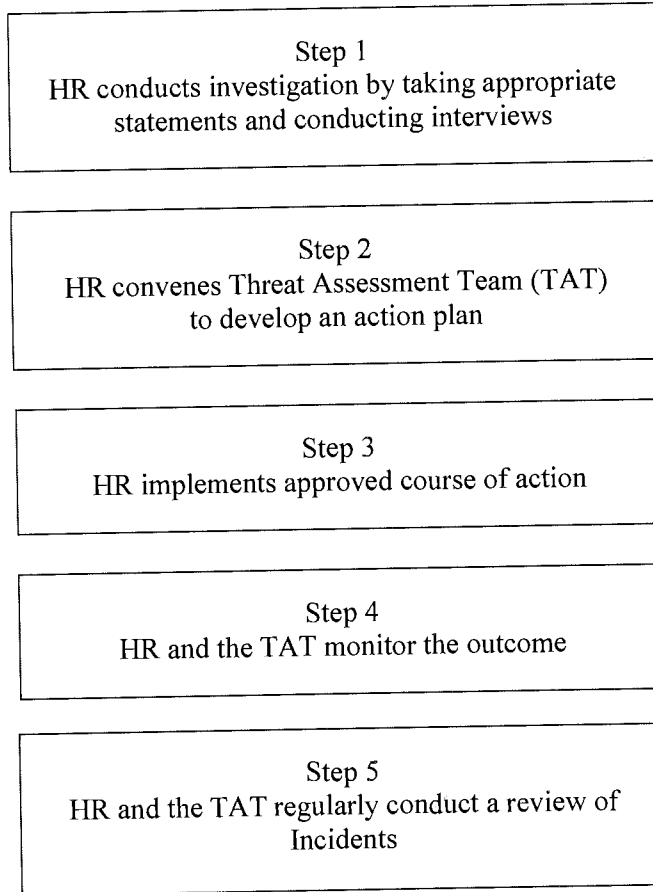 Step 1
HR conducts investigation by taking appropriate
statements and conducting interviews
Step 2
HR convenes Threat Assessment Team (TAT)
to develop an action plan
Step 3
HR implements approved course of action
Step 4
HR and the TAT monitor the outcome
Step 5
HR and the TAT regularly conduct a review of
Incidents